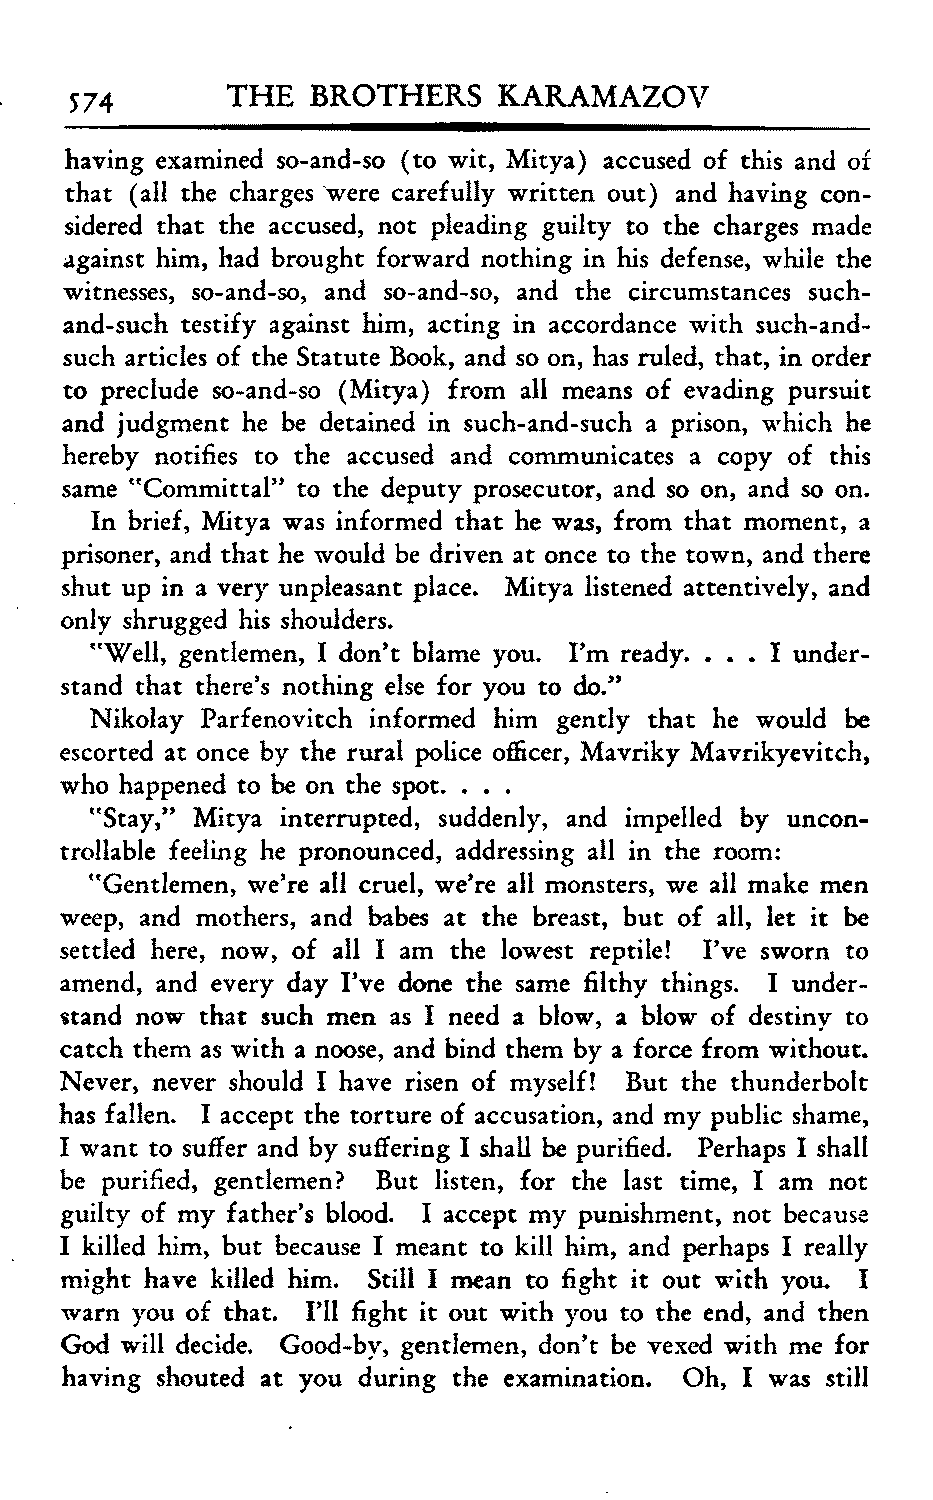 574 THE BROTHERS KARAMAZOV
having examined so-and-so (to wit, Mitya) accused of this and of
that (all the charges were carefully written out) and having con-
sidered that the accused, not pleading guilty to the charges made
against him, had brought forward nothing in his defense, while the
witnesses, so-and-so, and so-and-so, and the circumstances such-
and-such testify against him, acting in accordance with such-and-
such articles of the Statute Book, and so on, has ruled, that, in order
to preclude so-and-so (Mitya) from all means of evading pursuit
and judgment he be detained in such-and-such a prison, which he
hereby notifies to the accused and communicates a copy of this
same "Committal" to the deputy prosecutor, and so on, and so on.
In brief, Mitya was informed that he was, from that moment, a
prisoner, and that he would be driven at once to the town, and there
shut up in a very unpleasant place. Mitya listened attentively, and
only shrugged his shoulders.
"Well, gentlemen, I don't blame you. I'm ready. . . . I under-
stand that there's nothing else for you to do."
Nikolay Parfenovitch informed him gently that he would be
escorted at once by the rural police officer, Mavriky Mavrikyevitch,
who happened to be on the spot. . . .
"Stay," Mitya interrupted, suddenly, and impelled by uncon-
trollable feeling he pronounced, addressing all in the room:
"Gentlemen, we're all cruel, we're all monsters, we all make men
weep, and mothers, and babes at the breast, but of all, let it be
settled here, now, of all I am the lowest reptile! I've sworn to
amend, and every day I've done the same filthy things. I under-
stand now that such men as I need a blow, a blow of destiny to
catch them as with a noose, and bind them by a force from without.
Never, never should I have risen of myself! But the thunderbolt
has fallen. I accept the torture of accusation, and my public shame,
I want to suffer and by suffering I shall be purified. Perhaps I shall
be purified, gentlemen? But listen, for the last time, I am not
guilty of my father's blood. I accept my punishment, not because
I killed him, but because I meant to kill him, and perhaps I really
might have killed him. Still I mean to fight it out with you. I
warn you of that. I'll fight it out with you to the end, and then
God will decide. Good-by, gentlemen, don't be vexed with me for
having shouted at you during the examination. Oh, I was still